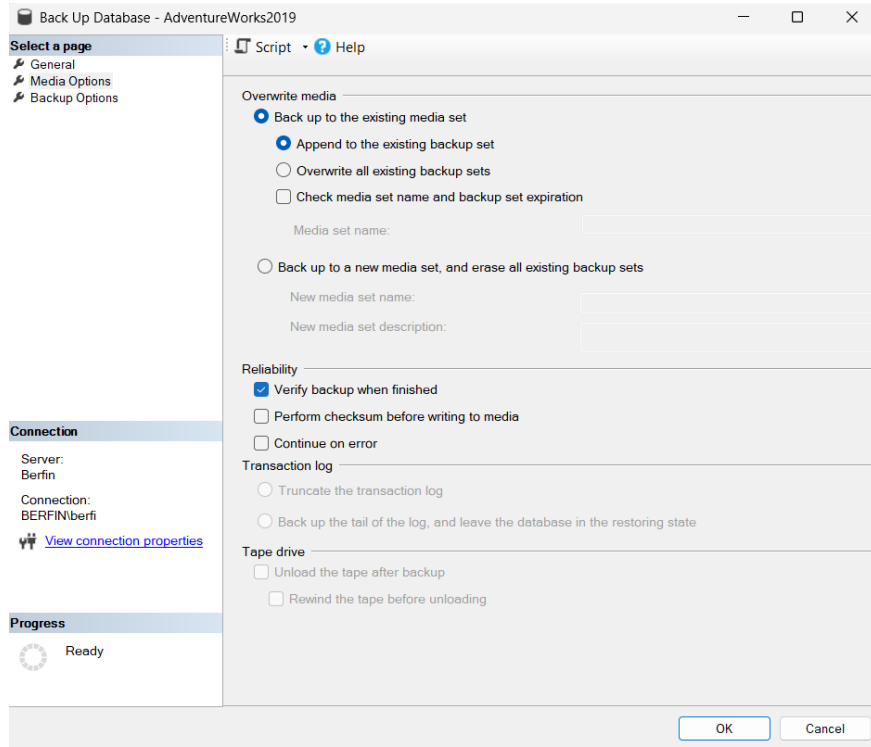 Back Up Database - AdventureWorks2019
Select a page
General
Media Options
Backup Options
Script
Help
Overwrite media
Back up to the existing media set
Append to the existing backup set
Overwrite all existing backup sets
Check media set name and backup set expiration
Media set name:
Back up to a new media set, and erase all existing backup sets
New media set name:
New media set description:
Reliability
Verify backup when finished
Perform checksum before writing to media
Continue on error
Transaction log
Truncate the transaction log
Back up the tail of the log, and leave the database in the restoring state
Tape drive
Unload the tape after backup
Rewind the tape before unloading
Connection
Server:
Berfin
Connection:
BERFIN\berfi
View connection properties
Progress
Ready
OK
Cancel